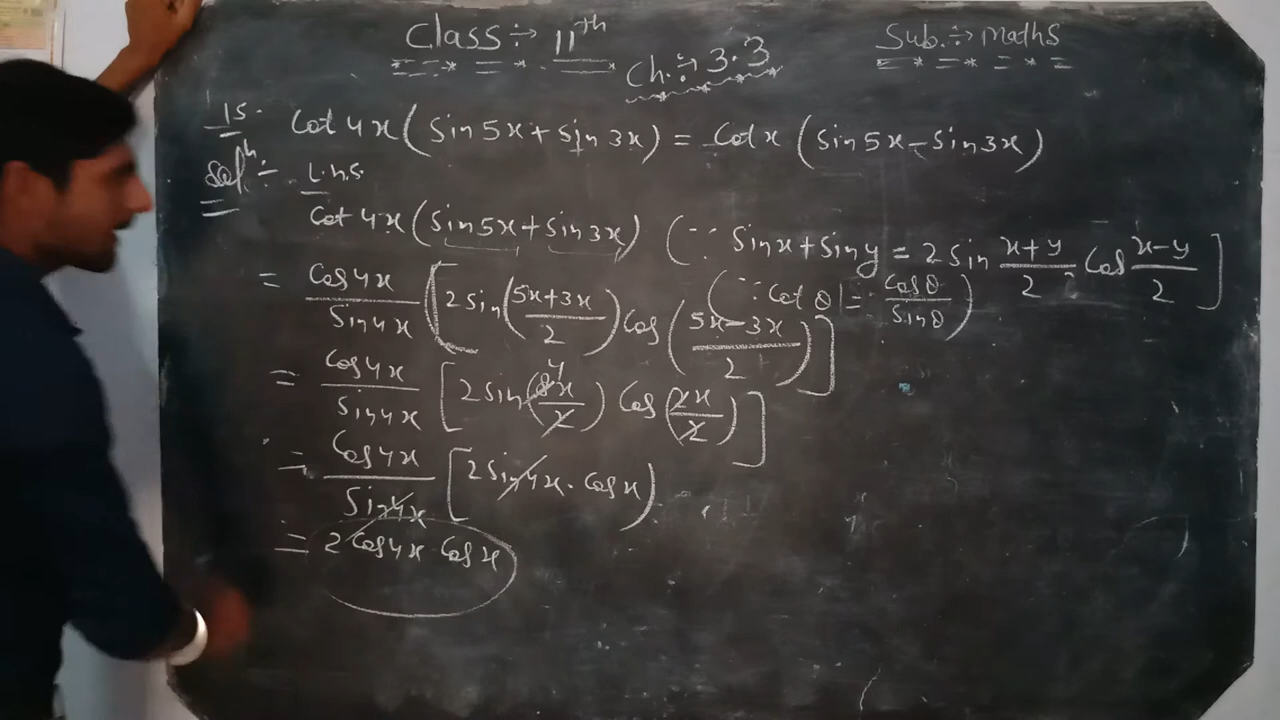 Class :- 11th
Sub. :- Maths
Ch. :- 3.3
15. Cot 4x (Sin 5x + Sin 3x) = Cot x (Sin 5x - Sin 3x)
Solⁿ :- L.h.s.
Cot 4x (Sin 5x + Sin 3x) (∵ Sin x + Sin y = 2 Sin x+y/2 Cos x-y/2]
= Cos 4x/Sin 4x [2 Sin (5x+3x/2) Cos (5x-3x/2)] (∵ Cot θ = Cos θ/Sin θ)
= Cos 4x/Sin 4x [2 Sin (8x/2) Cos (2x/2)] 4
= Cos 4x/Sin 4x [2 Sin 4x . Cos x)
= 2 Cos 4x Cos x